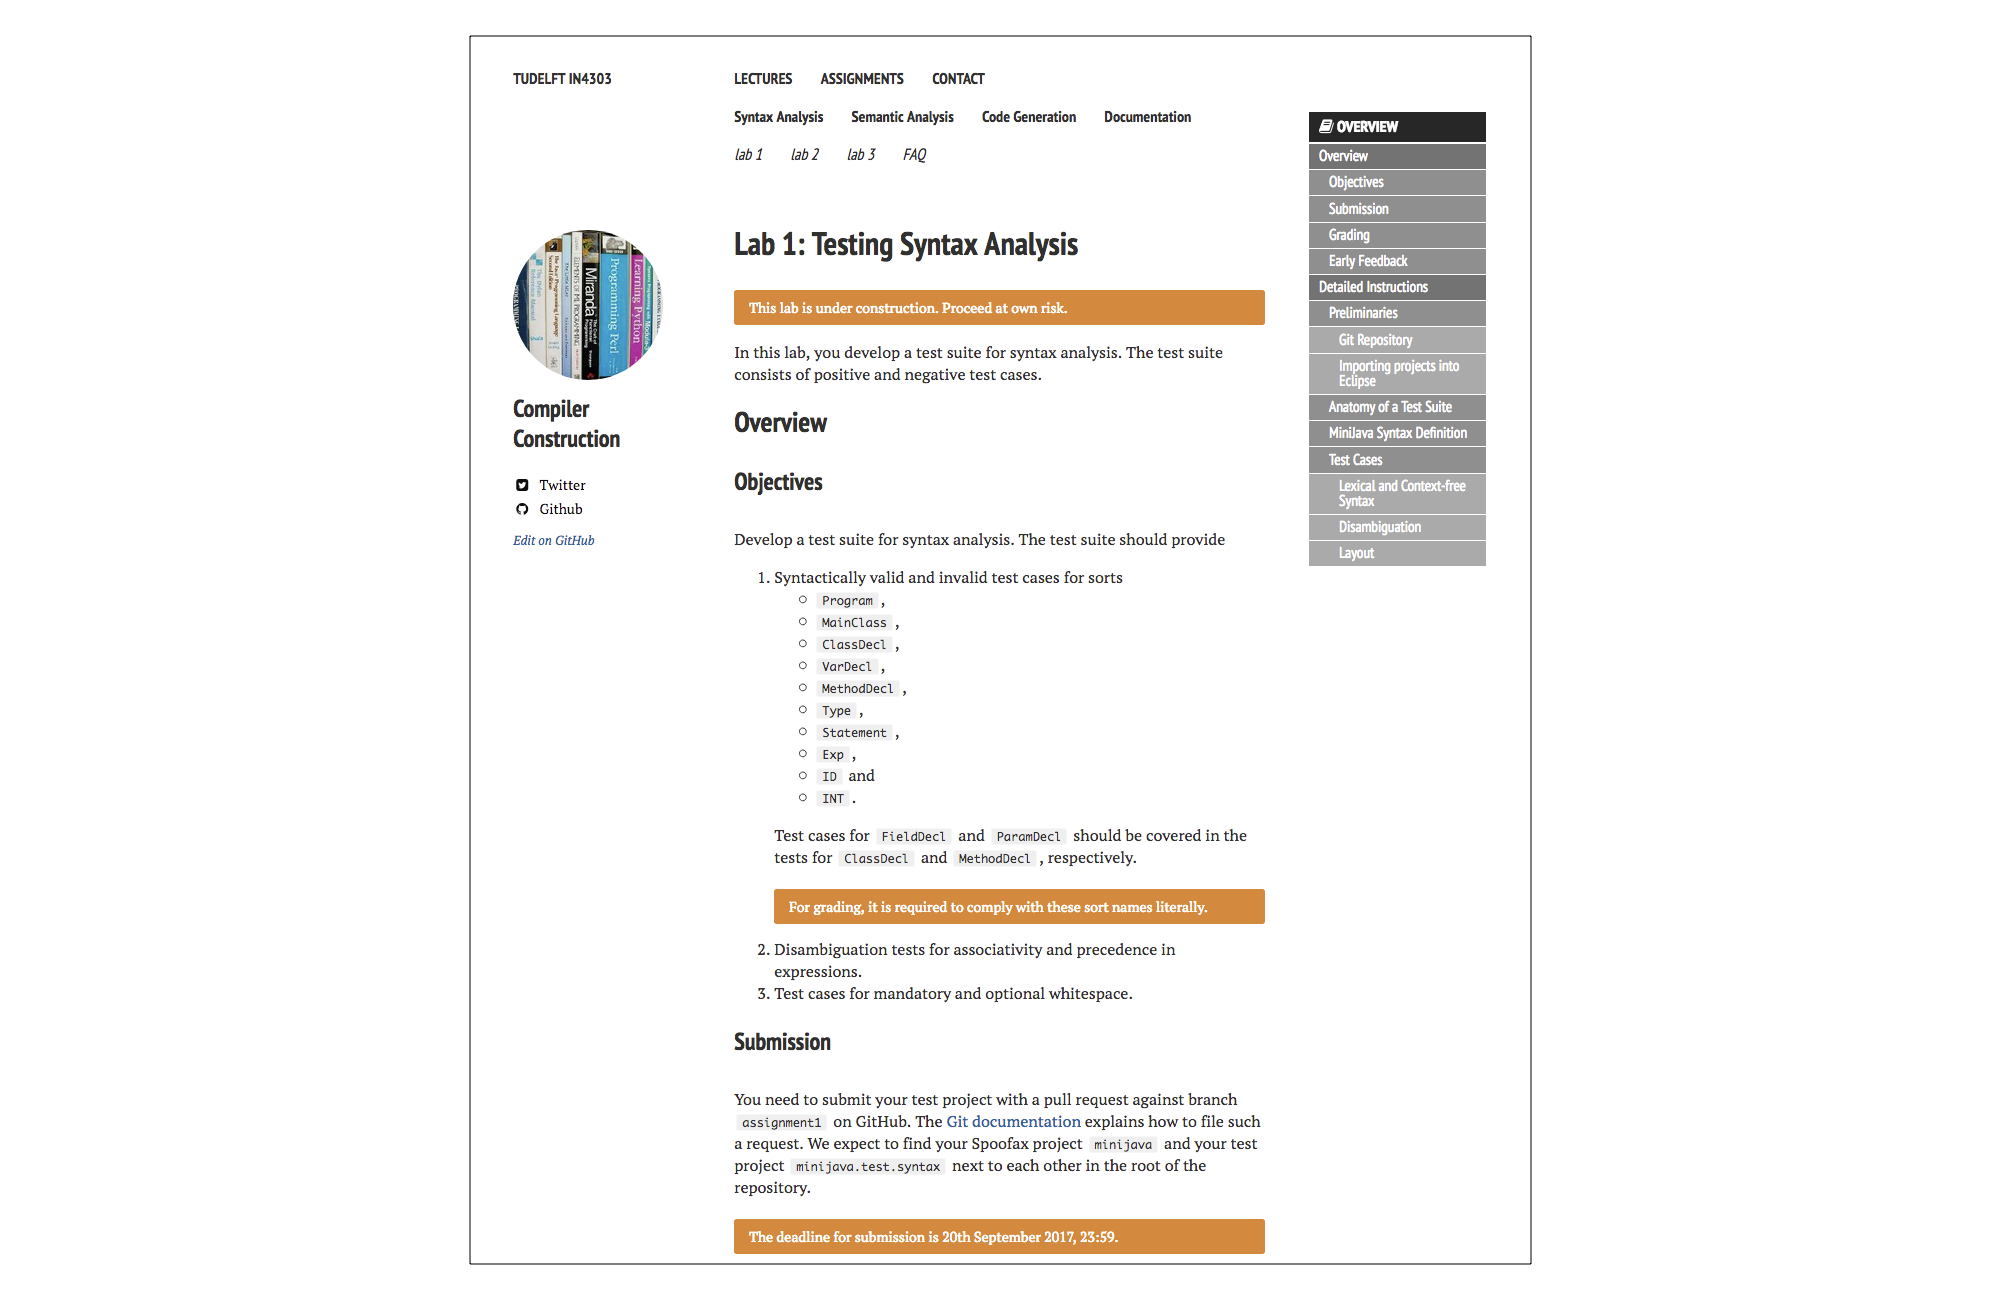 TUDELFT IN4303
LECTURES ASSIGNMENTS CONTACT
Syntax Analysis Semantic Analysis Code Generation Documentation
lab 1 lab 2 lab 3 FAQ
Miranda
Programming Perl
Learning Python
Compiler
Construction
Twitter
Github
Edit on GitHub
Lab 1: Testing Syntax Analysis
This lab is under construction. Proceed at own risk.
In this lab, you develop a test suite for syntax analysis. The test suite
consists of positive and negative test cases.
Overview
Objectives
Develop a test suite for syntax analysis. The test suite should provide
1. Syntactically valid and invalid test cases for sorts
Program ,
MainClass ,
ClassDecl ,
VarDecl ,
MethodDecl ,
Type ,
Statement ,
Exp ,
ID and
INT .
Test cases for FieldDecl and ParamDecl should be covered in the
tests for ClassDecl and MethodDecl , respectively.
For grading, it is required to comply with these sort names literally.
2. Disambiguation tests for associativity and precedence in
expressions.
3. Test cases for mandatory and optional whitespace.
Submission
You need to submit your test project with a pull request against branch
assignment1 on GitHub. The Git documentation explains how to file such
a request. We expect to find your Spoofax project minijava and your test
project minijava.test.syntax next to each other in the root of the
repository.
The deadline for submission is 20th September 2017, 23:59.
OVERVIEW
Overview
Objectives
Submission
Grading
Early Feedback
Detailed Instructions
Preliminaries
Git Repository
Importing projects into
Eclipse
Anatomy of a Test Suite
MiniJava Syntax Definition
Test Cases
Lexical and Context-free
Syntax
Disambiguation
Layout